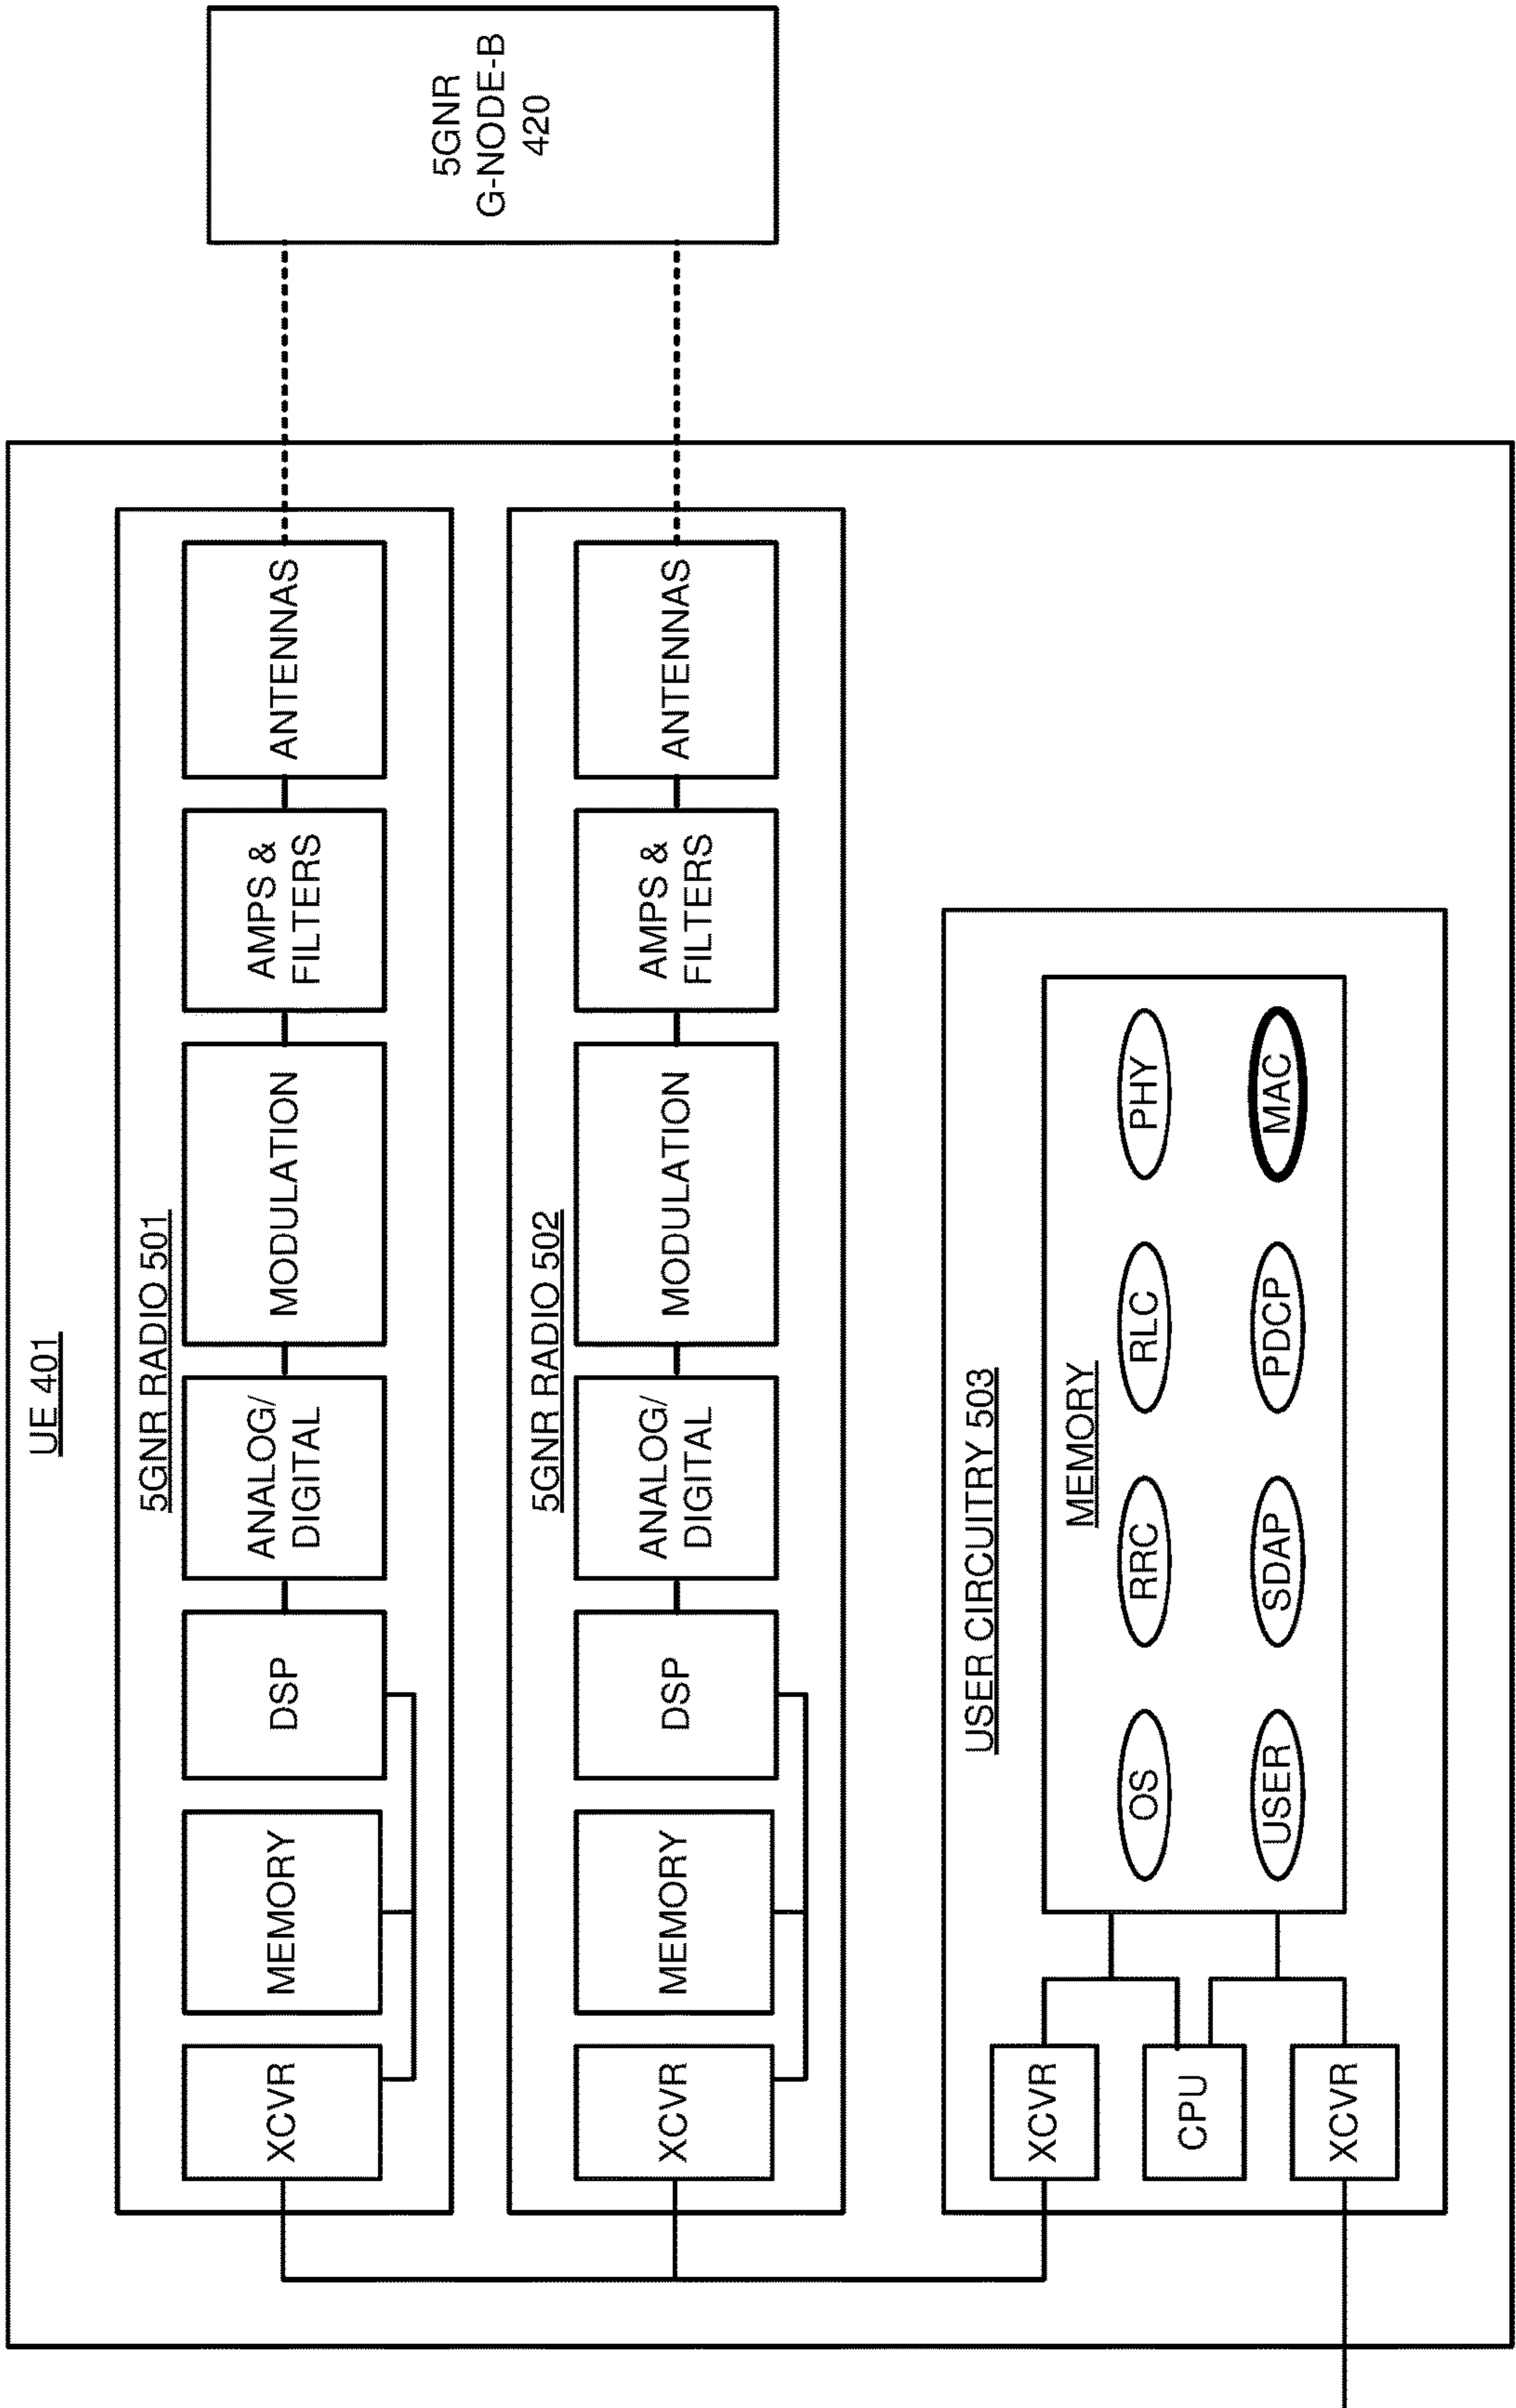 UE 401
5GNR RADIO 501
XCVR
MEMORY
DSP
ANALOG/
DIGITAL
MODULATION
AMPS &
FILTERS
ANTENNAS
5GNR
G-NODE-B
420
5GNR RADIO 502
XCVR
MEMORY
DSP
ANALOG/
DIGITAL
MODULATION
AMPS &
FILTERS
ANTENNAS
USER CIRCUITRY 503
XCVR
CPU
XCVR
MEMORY
OS
RRC
RLC
PHY
USER
SDAP
PDCP
MAC